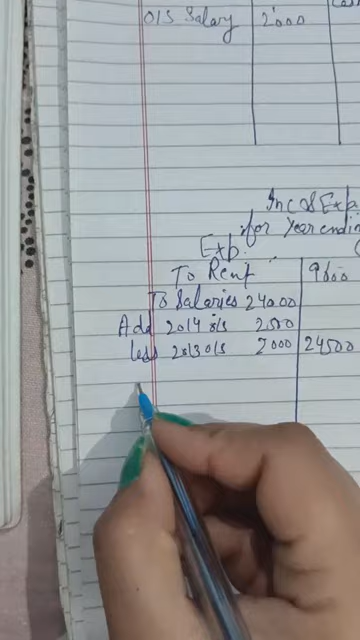 O/S Salary 2000
Inc & Exp.
for Year ending
Exp.
To Rent 9600
To Salaries 24000
Add 2014 o/s 2500
less 2013 o/s 2000 24500